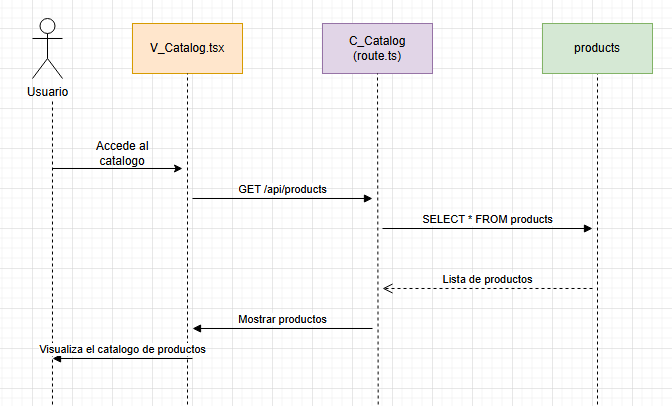 V_Catalog.tsx
C_Catalog
(route.ts)
products
Usuario
Accede al
catalogo
GET /api/products
SELECT * FROM products
Lista de productos
Mostrar productos
Visualiza el catalogo de productos